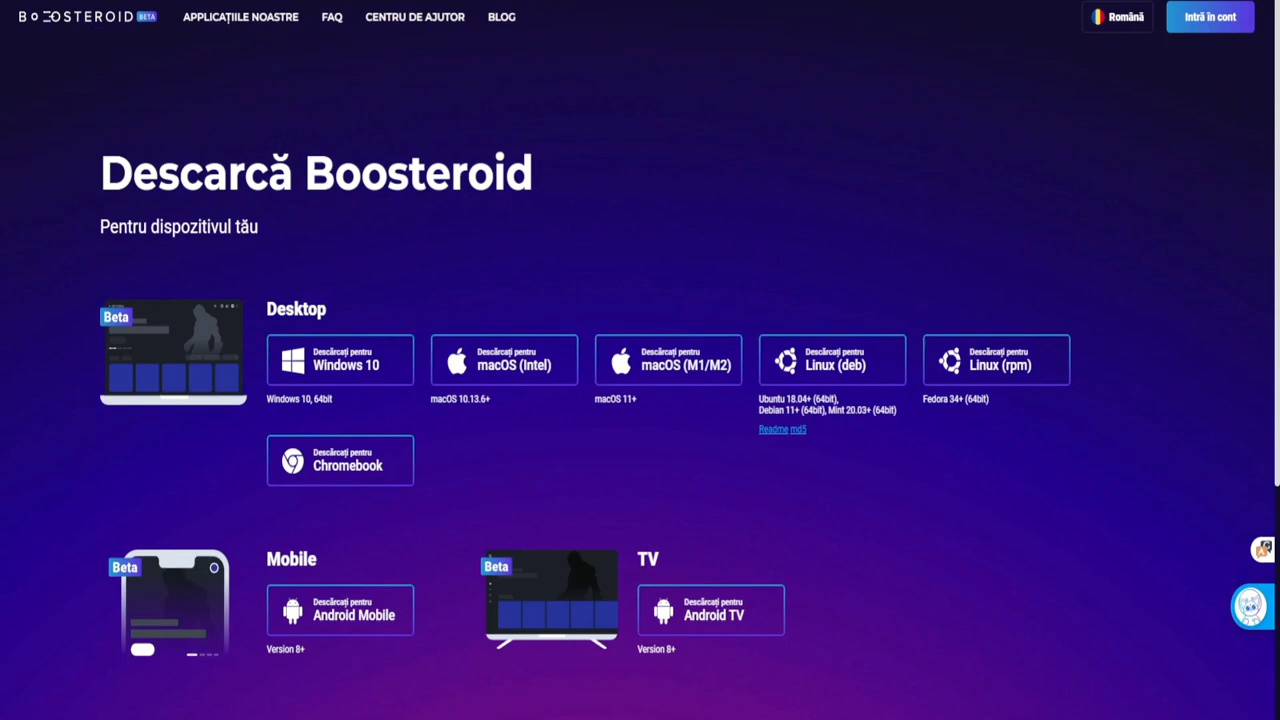 BOOSTEROID BETA APPLICAȚIILE NOASTRE FAQ CENTRU DE AJUTOR BLOG Română Intră în cont
Descarcă Boosteroid
Pentru dispozitivul tău
Beta
Desktop
Descărcați pentru
Windows 10
Windows 10, 64bit
Descărcați pentru
macOS (Intel)
macOS 10.13.6+
Descărcați pentru
macOS (M1/M2)
macOS 11+
Descărcați pentru
Linux (deb)
Ubuntu 18.04+ (64bit),
Debian 11+ (64bit), Mint 20.03+ (64bit)
Readme md5
Descărcați pentru
Linux (rpm)
Fedora 34+ (64bit)
Descărcați pentru
Chromebook
Beta
Mobile
Descărcați pentru
Android Mobile
Version 8+
Beta
TV
Descărcați pentru
Android TV
Version 8+